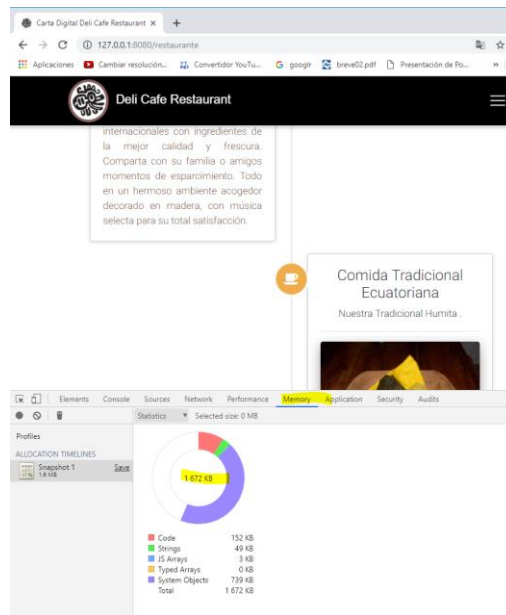 Carta Digital Deli Cafe Restaurant
127.0.0.1:8080/restaurante
Aplicaciones Cambiar resolución... Convertidor YouTu... googlr breve02.pdf Presentación de Po... »
Deli Cafe Restaurant
internacionales con ingredientes de
la mejor calidad y frescura.
Comparta con su familia o amigos
momentos de esparcimiento. Todo
en un hermoso ambiente acogedor
decorado en madera, con música
selecta para su total satisfacción.
Comida Tradicional
Ecuatoriana
Nuestra Tradicional Humita .
Elements Console Sources Network Performance Memory Application Security Audits
Statistics ▼ Selected size: 0 MB
Profiles
ALLOCATION TIMELINES
Snapshot 1 Save
1.8 MB
1 672 KB
Code 152 KB
Strings 49 KB
JS Arrays 3 KB
Typed Arrays 0 KB
System Objects 739 KB
Total 1 672 KB